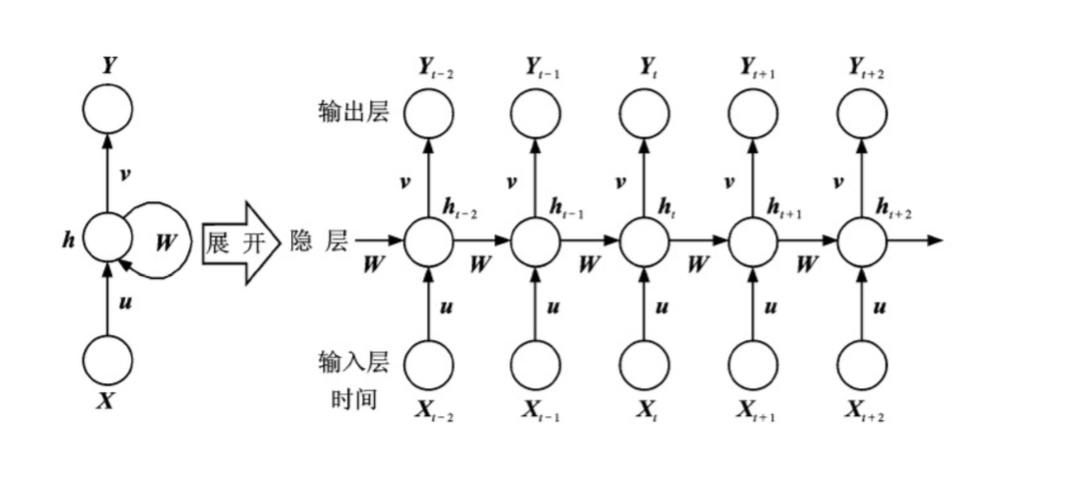 Y
Y_{t-2} Y_{t-1} Y_t Y_{t+1} Y_{t+2}
输出层
v
v v v v v
h_{t-2} h_{t-1} h_t h_{t+1} h_{t+2}
h W 展 开 隐 层
W W W W W
u
u u u u u
输入层
时间
X
X_{t-2} X_{t-1} X_t X_{t+1} X_{t+2}